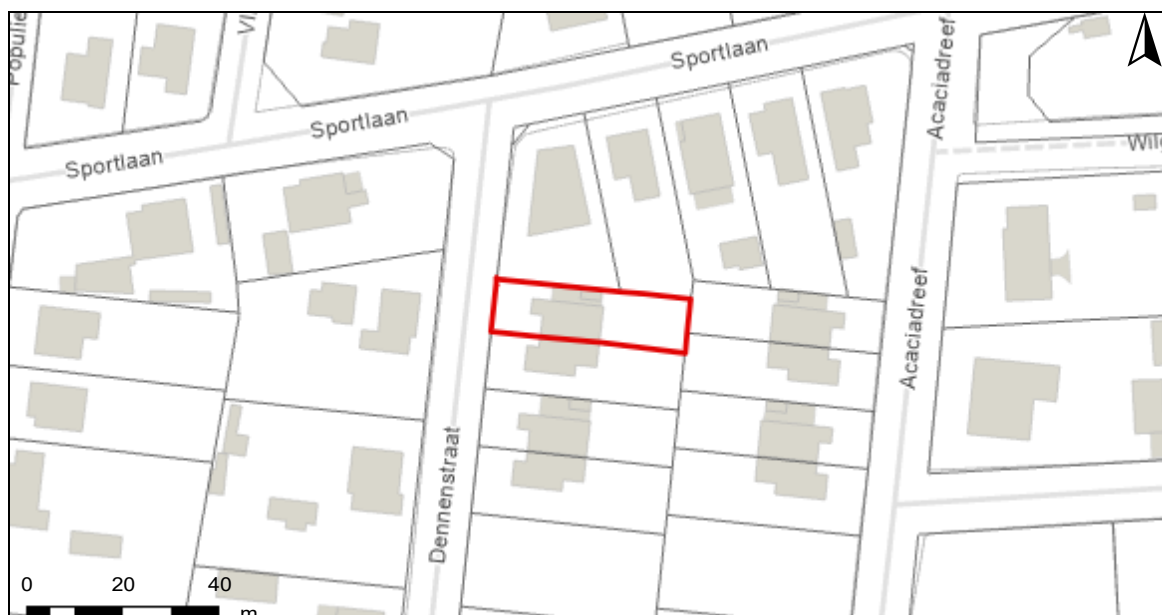 Sportlaan
Sportlaan
Sportlaan
Acaciadreef
Acaciadreef
Dennenstraat
0 20 40
m